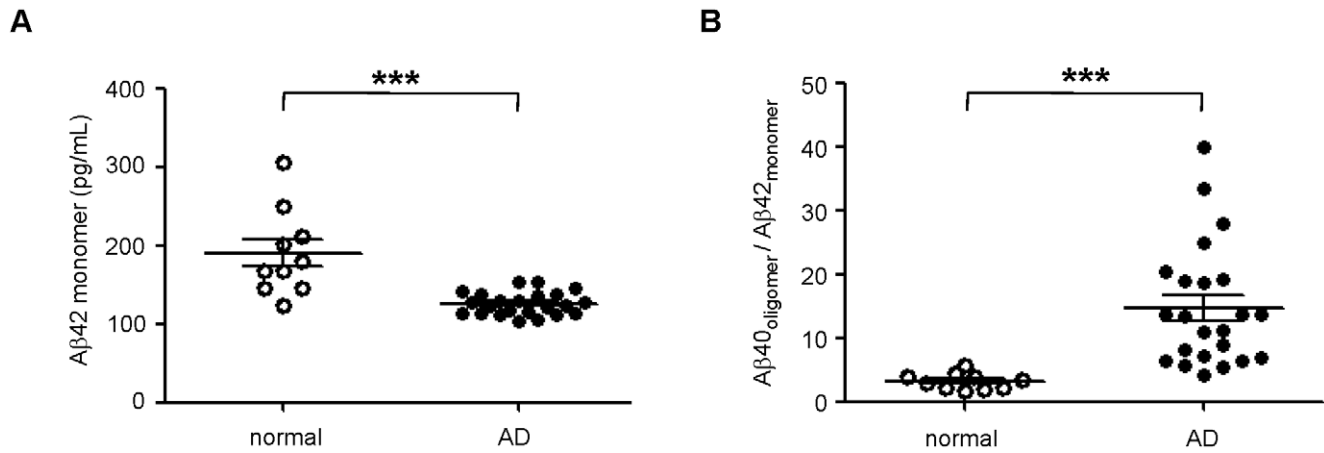 A
***
Aβ42 monomer (pg/mL)
400
300
200
100
0
normal
AD
B
***
Aβ40oligomer / Aβ42monomer
50
40
30
20
10
0
normal
AD